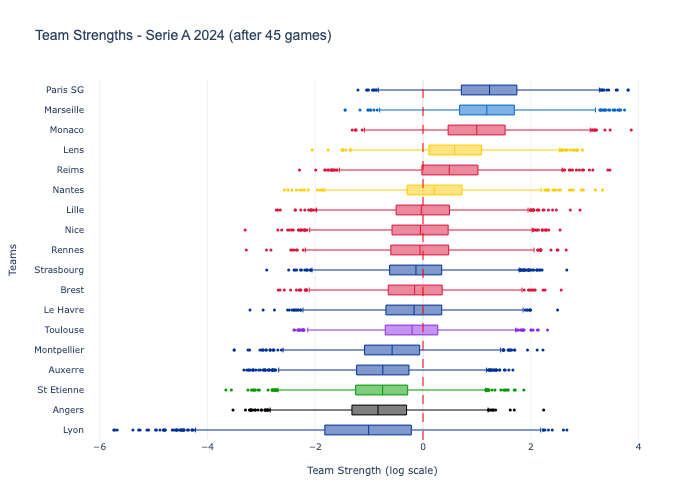 Team Strengths - Serie A 2024 (after 45 games)
Paris SG
Marseille
Monaco
Lens
Reims
Nantes
Lille
Nice
Rennes
Strasbourg
Brest
Le Havre
Toulouse
Montpellier
Auxerre
St Etienne
Angers
Lyon
Teams
−6 −4 −2 0 2 4
Team Strength (log scale)